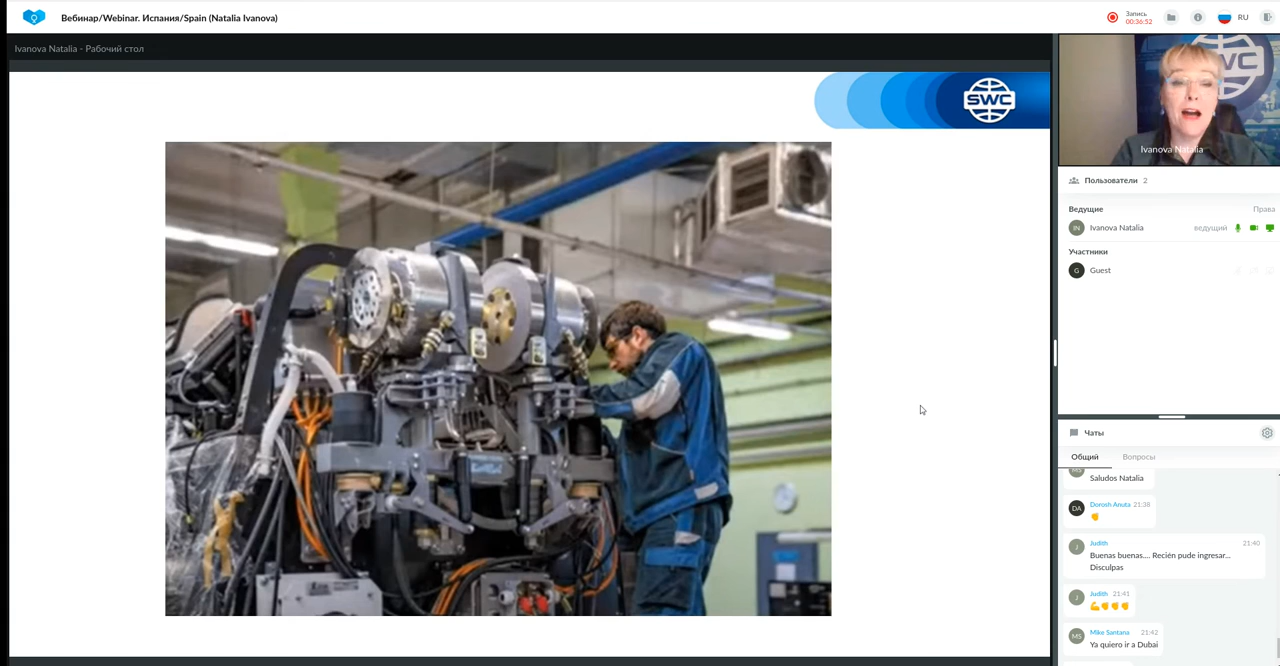 Вебинар/Webinar. Испания/Spain (Natalia Ivanova)
Запись
00:36:52
RU
Ivanova Natalia - Рабочий стол
SWC
WC
Ivanova Natalia
Пользователи 2
Ведущие
Права
IN
Ivanova Natalia
ведущий
Участники
G
Guest
Чаты
Общий
Вопросы
MS
Saludos Natalia
DA
Dorosh Anuta 21:38
J
Judith 21:40
Buenas buenas.... Recién pude ingresar...
Disculpas
J
Judith 21:41
MS
Mike Santana 21:42
Ya quiero ir a Dubai